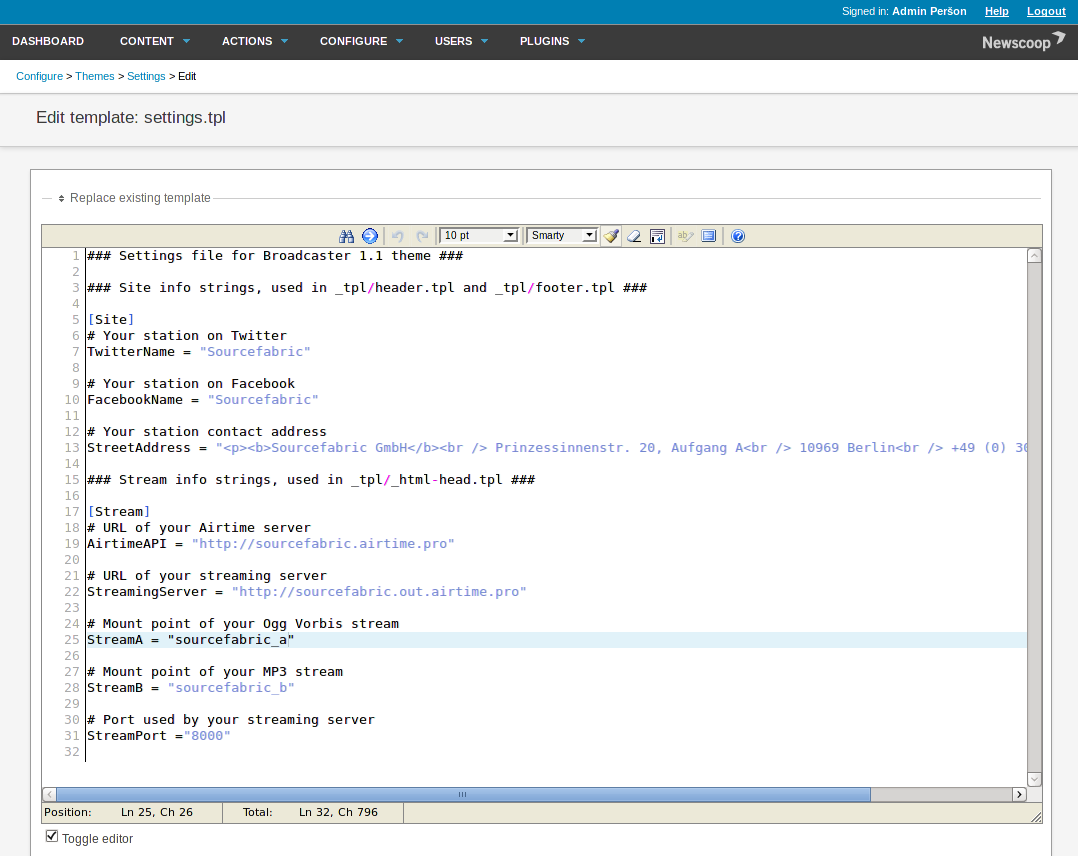 Signed in: Admin Peršon Help Logout
DASHBOARD CONTENT ACTIONS CONFIGURE USERS PLUGINS Newscoop
Configure > Themes > Settings > Edit
Edit template: settings.tpl
Replace existing template
10 pt Smarty
1 ### Settings file for Broadcaster 1.1 theme ###
2
3 ### Site info strings, used in _tpl/header.tpl and _tpl/footer.tpl ###
4
5 [Site]
6 # Your station on Twitter
7 TwitterName = "Sourcefabric"
8
9 # Your station on Facebook
10 FacebookName = "Sourcefabric"
11
12 # Your station contact address
13 StreetAddress = "<p><b>Sourcefabric GmbH</b><br /> Prinzessinnenstr. 20, Aufgang A<br /> 10969 Berlin<br /> +49 (0) 30
14
15 ### Stream info strings, used in _tpl/_html-head.tpl ###
16
17 [Stream]
18 # URL of your Airtime server
19 AirtimeAPI = "http://sourcefabric.airtime.pro"
20
21 # URL of your streaming server
22 StreamingServer = "http://sourcefabric.out.airtime.pro"
23
24 # Mount point of your Ogg Vorbis stream
25 StreamA = "sourcefabric_a"
26
27 # Mount point of your MP3 stream
28 StreamB = "sourcefabric_b"
29
30 # Port used by your streaming server
31 StreamPort ="8000"
32
Position: Ln 25, Ch 26 Total: Ln 32, Ch 796
Toggle editor